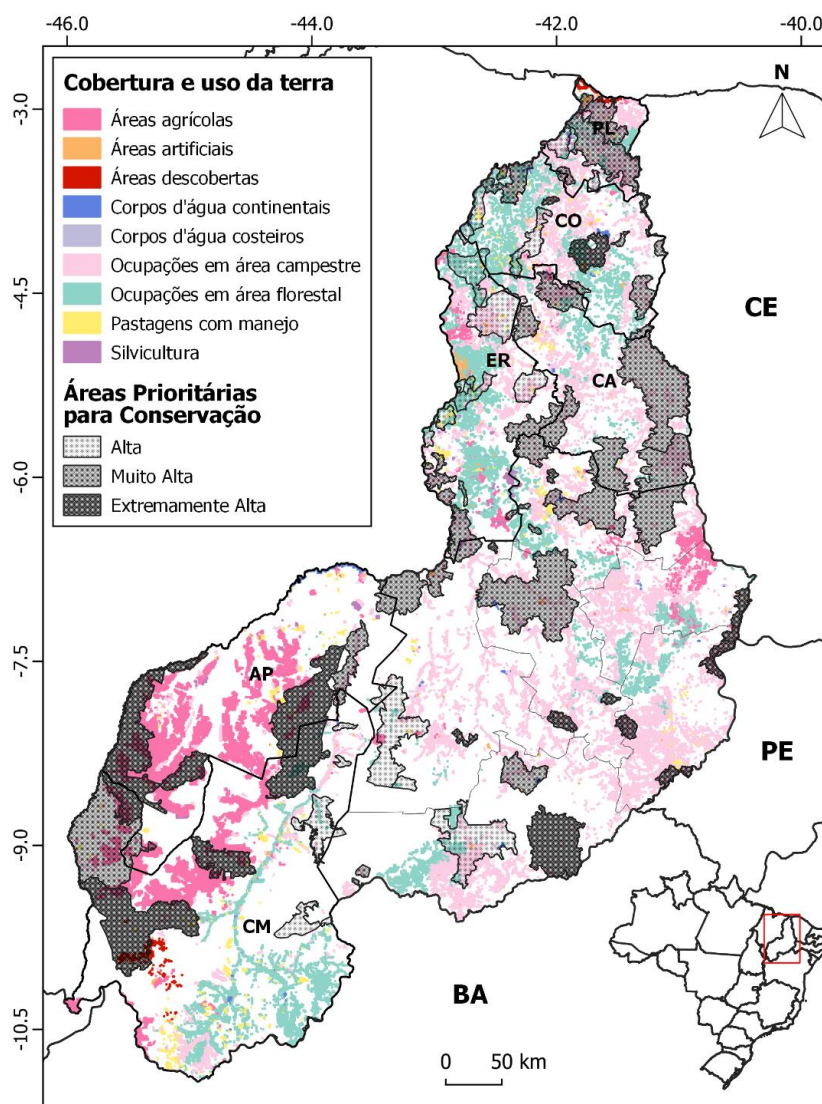 -46.0 -44.0 -42.0 -40.0
N
-3.0
-4.5
-6.0
-7.5
-9.0
-10.5
Cobertura e uso da terra
Áreas agrícolas
Áreas artificiais
Áreas descobertas
Corpos d'água continentais
Corpos d'água costeiros
Ocupações em área campestre
Ocupações em área florestal
Pastagens com manejo
Silvicultura
Áreas Prioritárias
para Conservação
Alta
Muito Alta
Extremamente Alta
PL
CO
CE
ER
CA
AP
PE
CM
BA
0 50 km